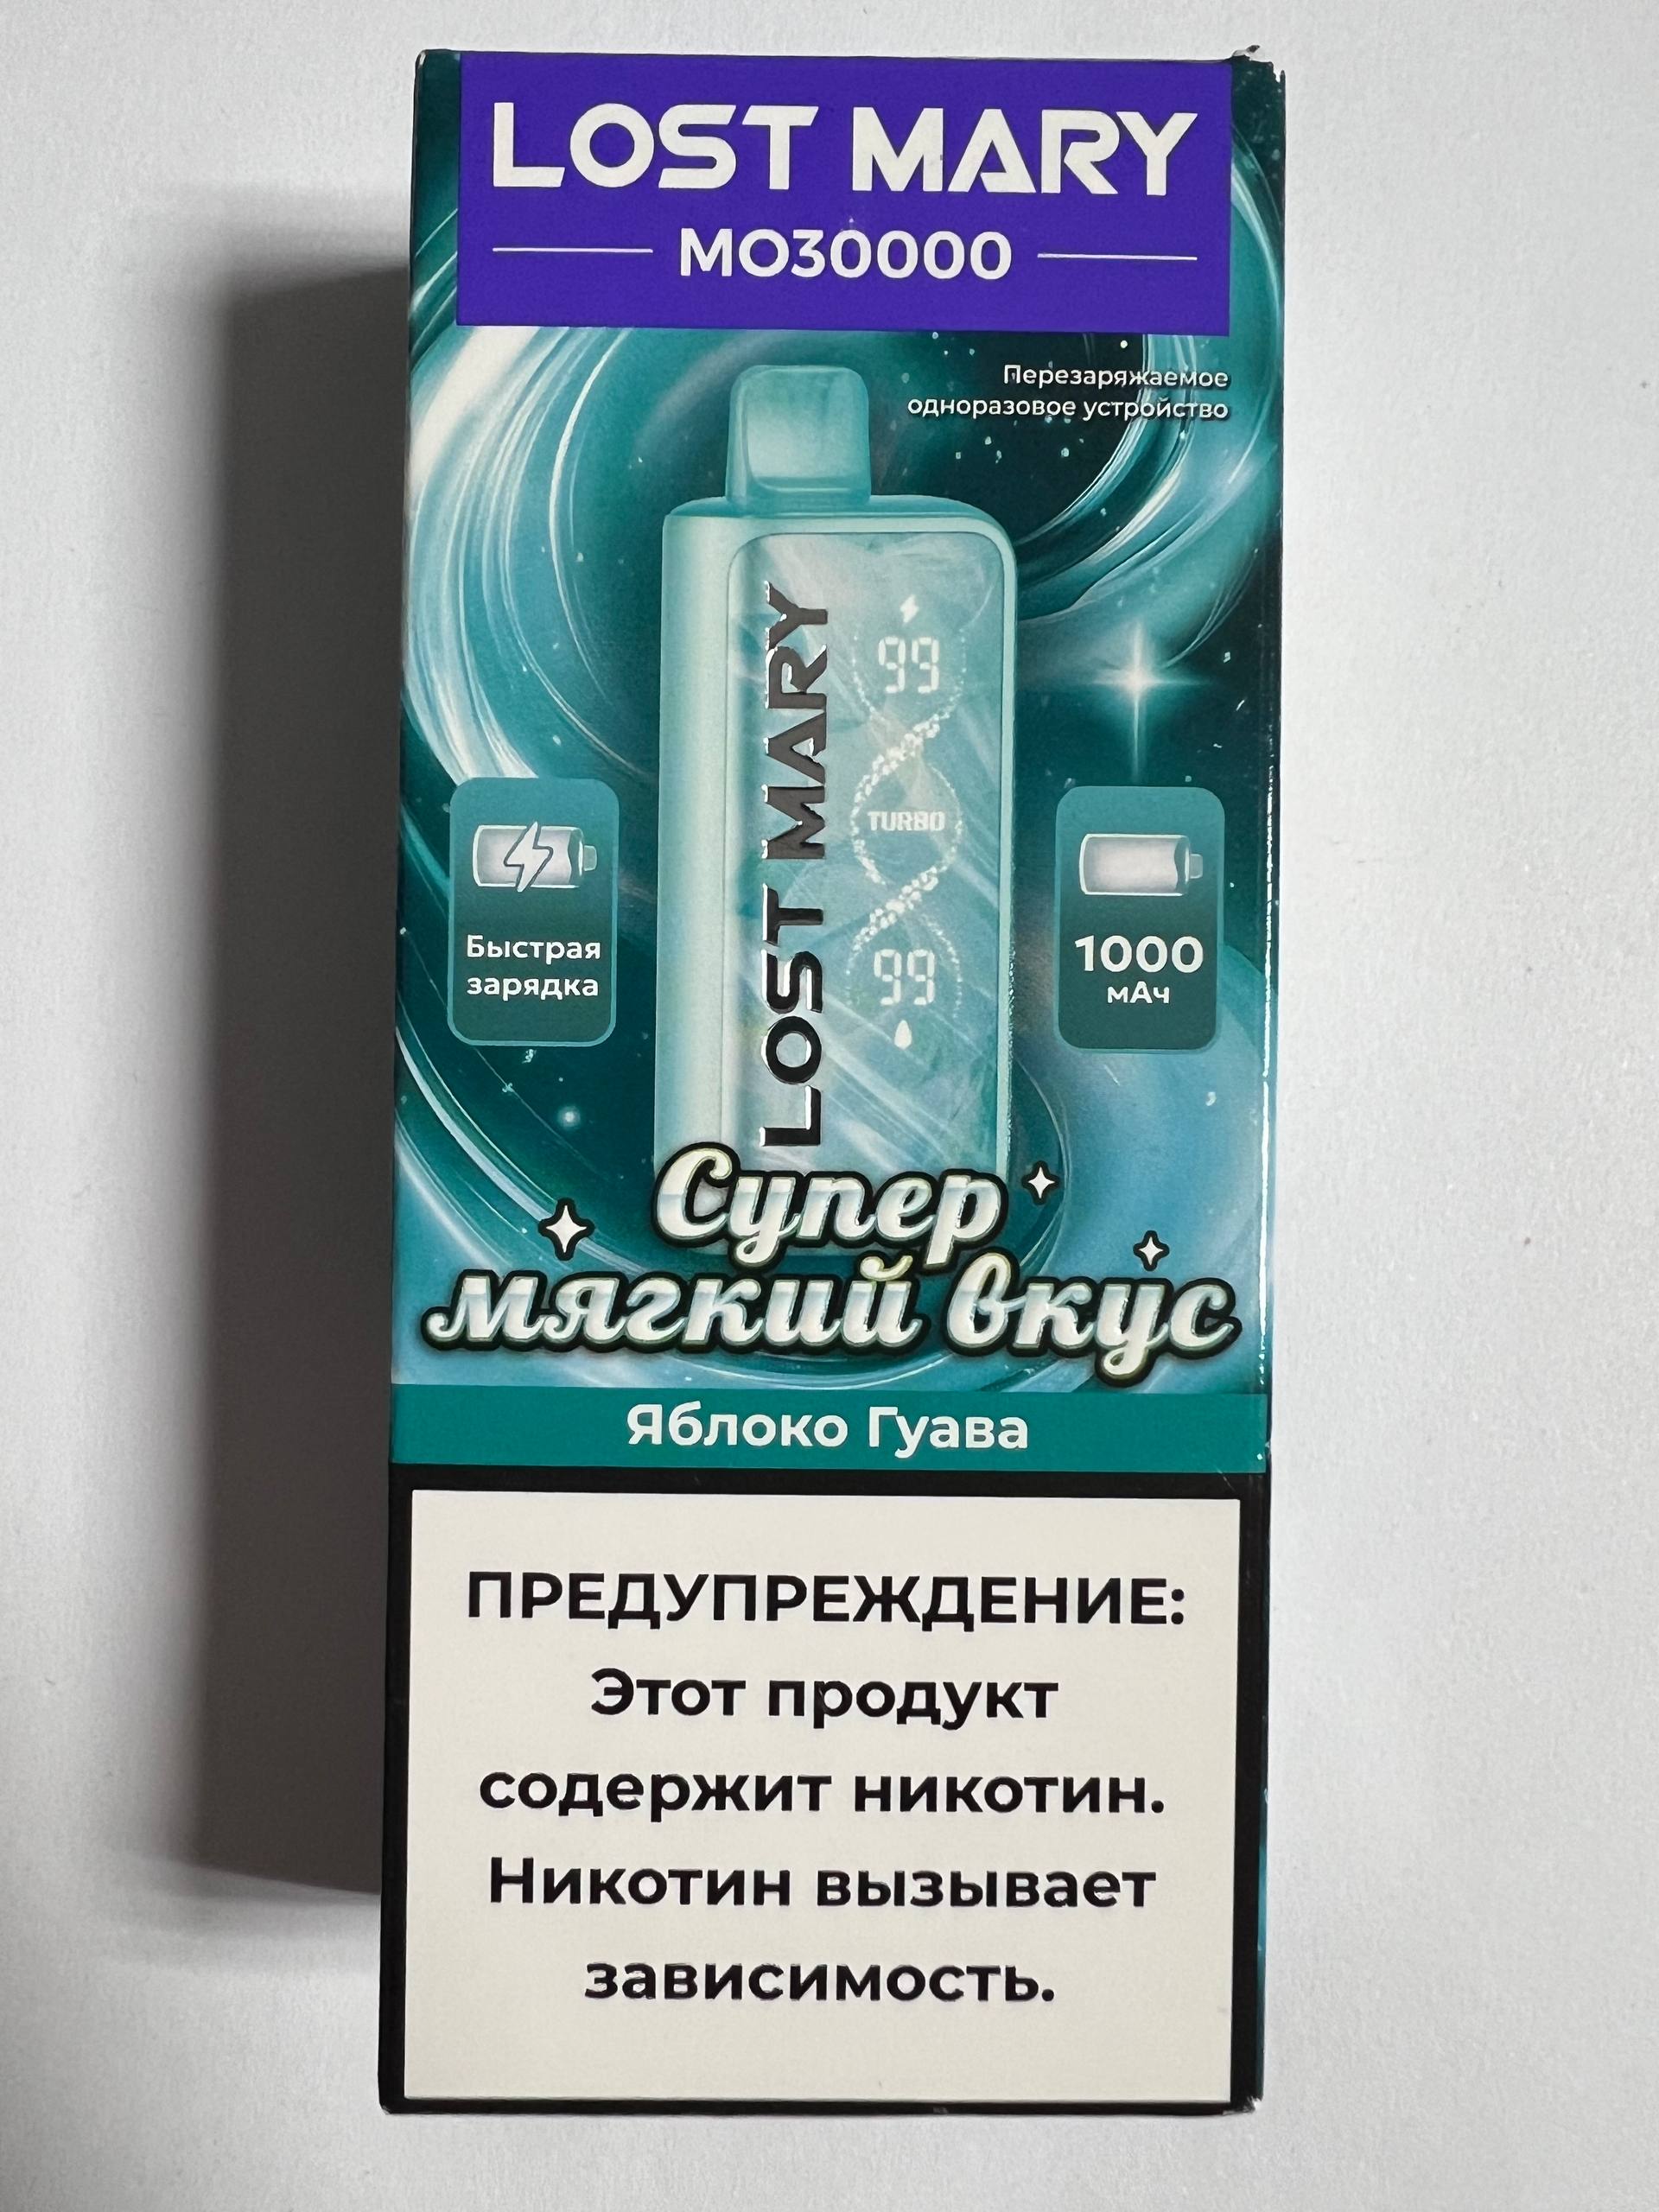 LOST MARY
MO30000
Перезаряжаемое
одноразовое устройство
LOST MARY
99
TURBO
99
Быстрая
зарядка
1000
мАч
Супер
мягкий вкус
Яблоко Гуава
ПРЕДУПРЕЖДЕНИЕ:
Этот продукт
содержит никотин.
Никотин вызывает
зависимость.